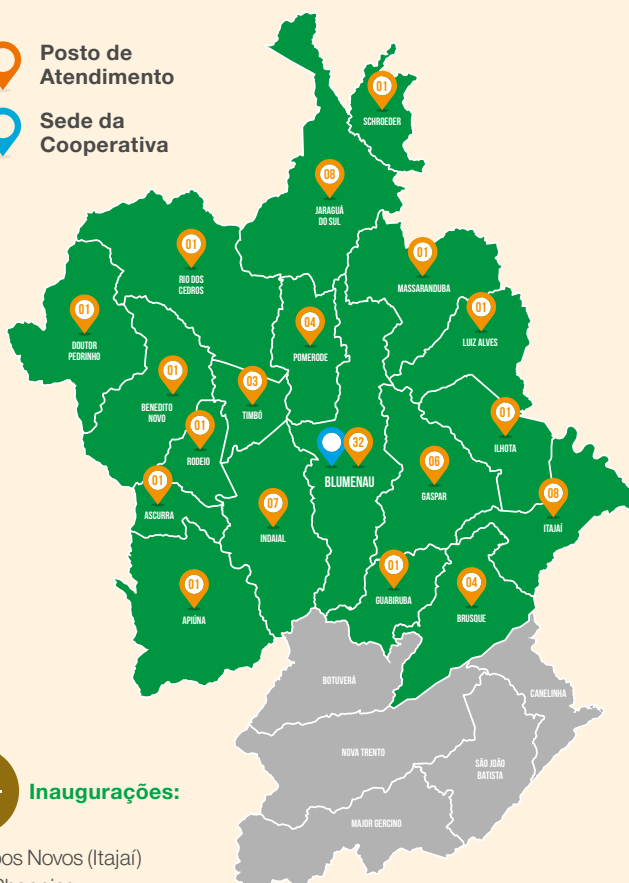 Posto de
Atendimento
Sede da
Cooperativa
01
SCHROEDER
08
JARAGUÁ
DO SUL
01
RIO DOS
CEDROS
01
MASSARANDUBA
01
DOUTOR
PEDRINHO
04
POMERODE
01
LUIZ ALVES
01
BENEDITO
NOVO
03
TIMBÓ
01
RODEIO
32
BLUMENAU
01
ILHOTA
06
GASPAR
01
ASCURRA
07
INDAIAL
08
ITAJAÍ
01
APIÚNA
01
GUABIRUBA
04
BRUSQUE
BOTUVERÁ
CANELINHA
NOVA TRENTO
SÃO JOÃO
BATISTA
MAJOR GERCINO
Inaugurações:
Novos (Itajaí)